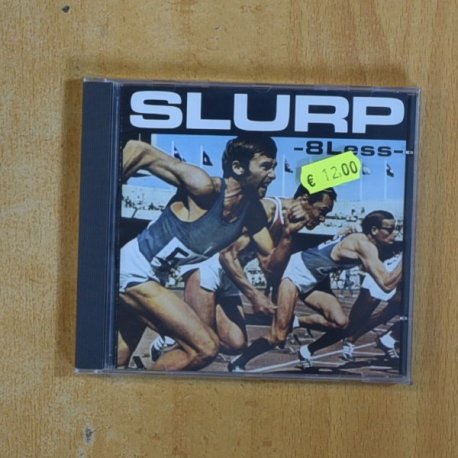 SLURP
-8Less-
€ 12,00